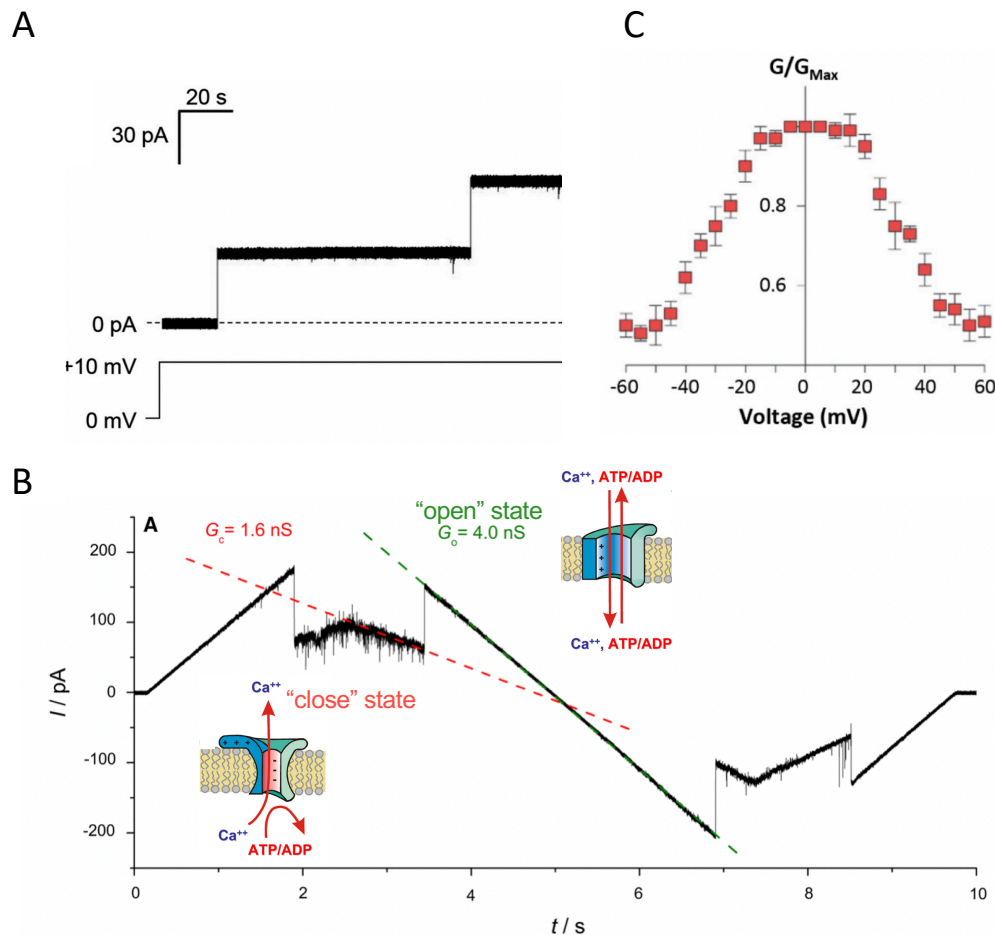 A
20 s
30 pA
0 pA
+10 mV
0 mV
C
G/GMax
0.8
0.6
-60 -40 -20 0 20 40 60
Voltage (mV)
B
A
Gc= 1.6 nS
"open" state
Go= 4.0 nS
Ca++, ATP/ADP
+
+
+
Ca++, ATP/ADP
Ca++
"close" state
+ + +
-
-
-
Ca++
ATP/ADP
200
100
0
-100
-200
I / pA
0 2 4 6 8 10
t / s